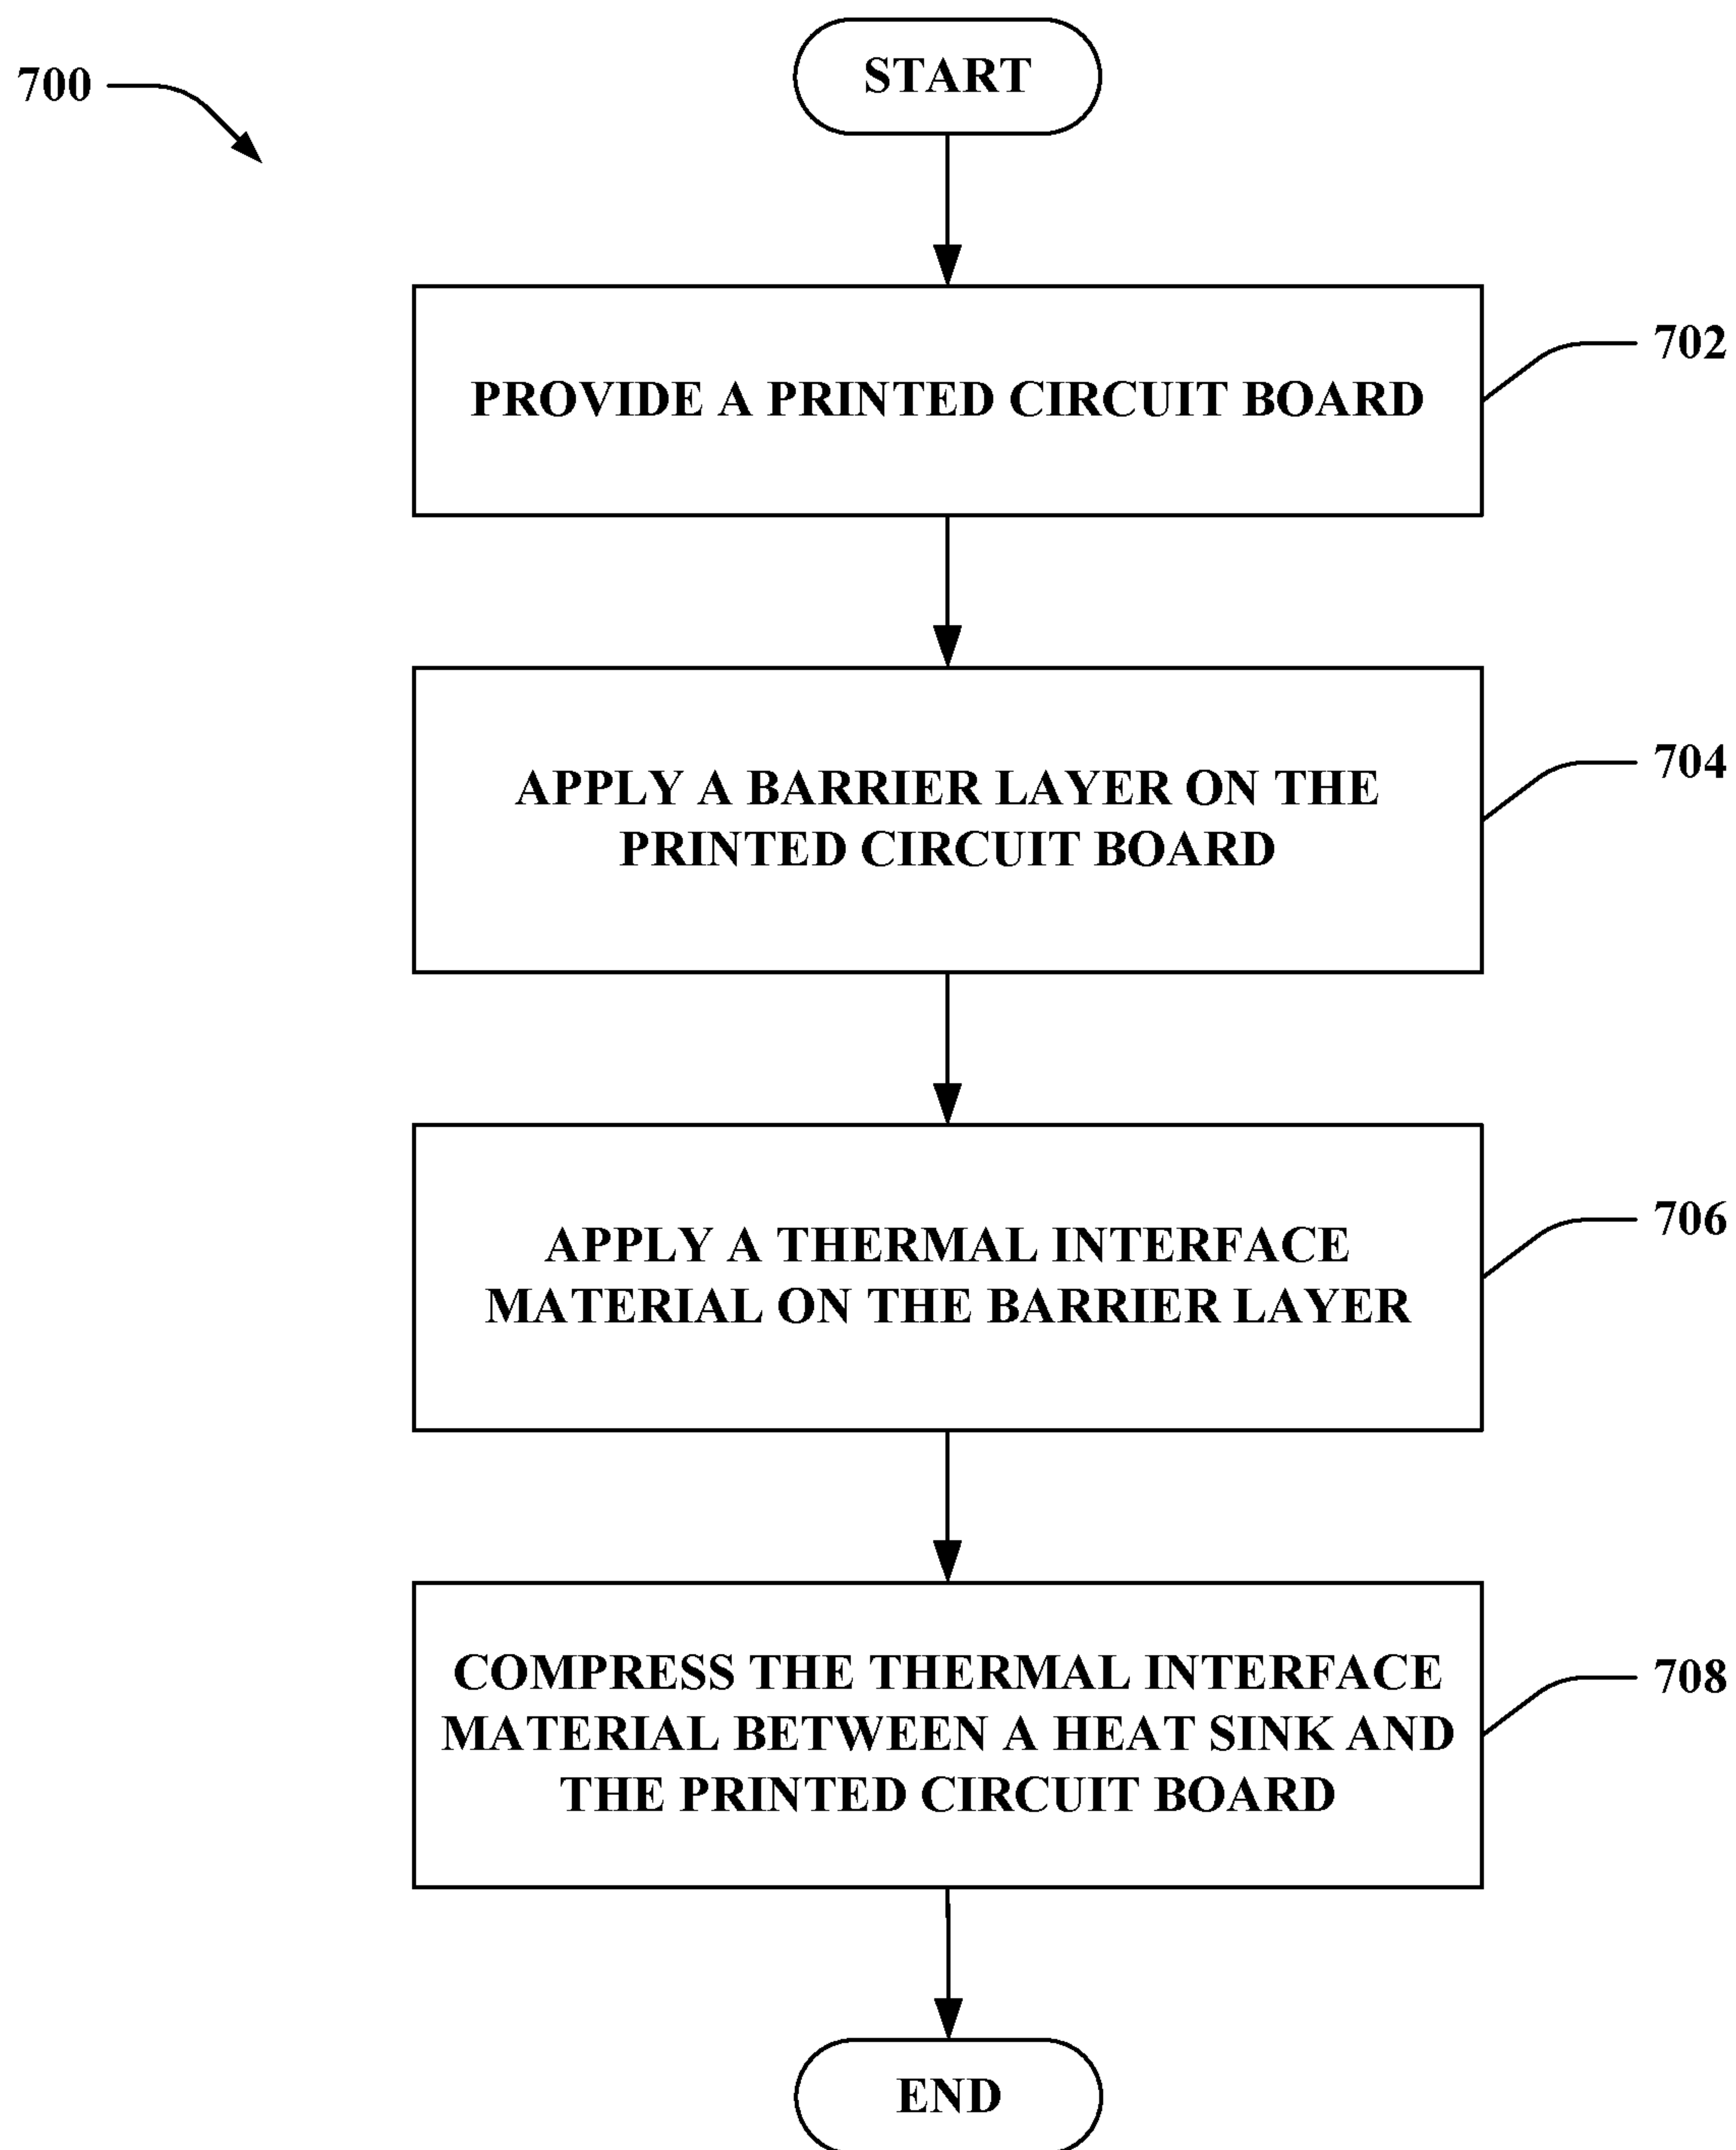 START
700
PROVIDE A PRINTED CIRCUIT BOARD
702
APPLY A BARRIER LAYER ON THE
PRINTED CIRCUIT BOARD
704
APPLY A THERMAL INTERFACE
MATERIAL ON THE BARRIER LAYER
706
COMPRESS THE THERMAL INTERFACE
MATERIAL BETWEEN A HEAT SINK AND
THE PRINTED CIRCUIT BOARD
708
END